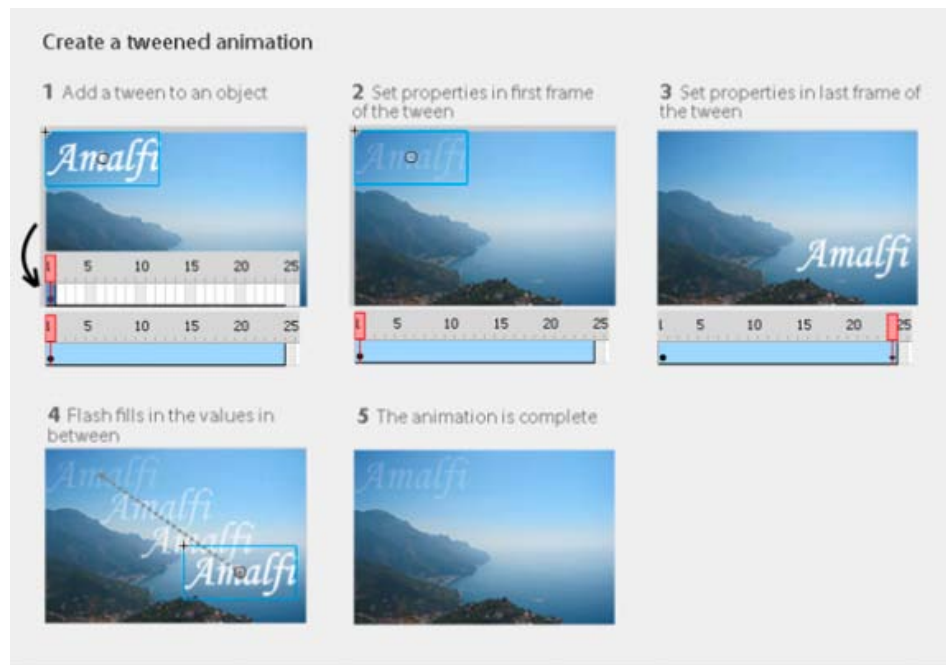 Create a tweened animation
1 Add a tween to an object
2 Set properties in first frame
of the tween
3 Set properties in last frame of
the tween
Amalfi
Amalfi
Amalfi
1 5 10 15 20 25
1 5 10 15 20 25
1 5 10 15 20 25
1 5 10 15 20 25
4 Flash fills in the values in
between
5 The animation is complete
Amalfi
Amalfi
Amalfi
Amalfi
Amalfi